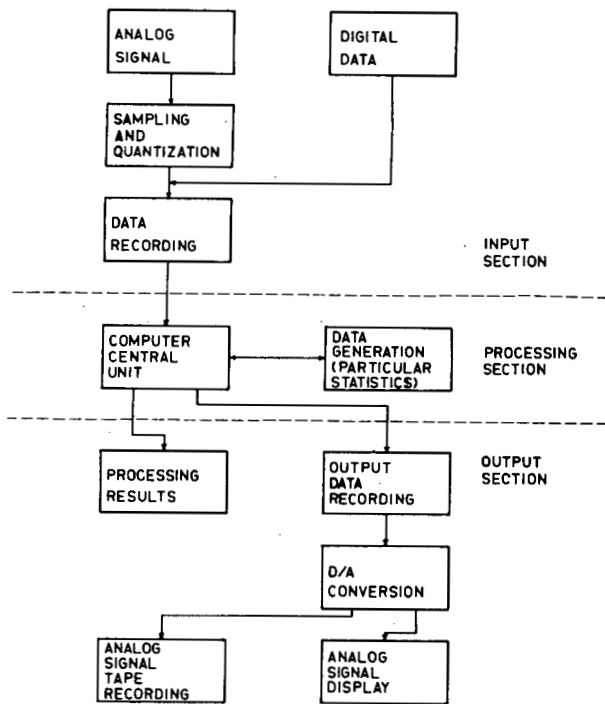 ANALOG
SIGNAL
DIGITAL
DATA
SAMPLING
AND
QUANTIZATION
DATA
RECORDING
INPUT
SECTION
COMPUTER
CENTRAL
UNIT
DATA
GENERATION
(PARTICULAR
STATISTICS)
PROCESSING
SECTION
PROCESSING
RESULTS
OUTPUT
DATA
RECORDING
OUTPUT
SECTION
D/A
CONVERSION
ANALOG
SIGNAL
TAPE
RECORDING
ANALOG
SIGNAL
DISPLAY